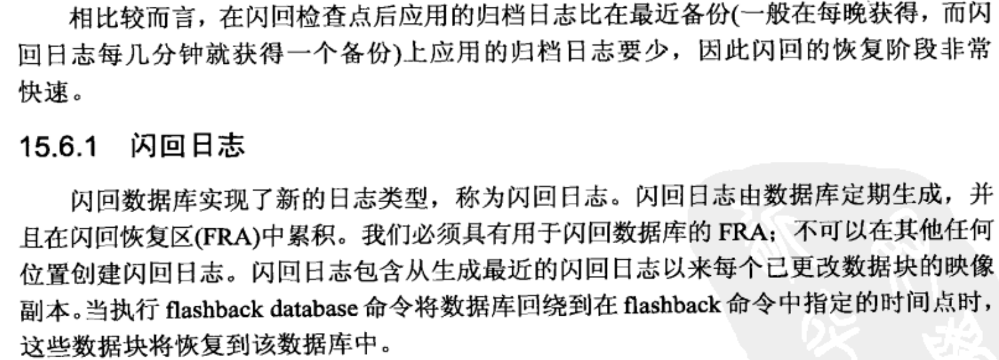 相比较而言，在闪回检查点后应用的归档日志比在最近备份(一般在每晚获得，而闪
回日志每几分钟就获得一个备份)上应用的归档日志要少，因此闪回的恢复阶段非常
快速。
15.6.1 闪回日志
闪回数据库实现了新的日志类型，称为闪回日志。闪回日志由数据库定期生成，并
且在闪回恢复区(FRA)中累积。我们必须具有用于闪回数据库的 FRA；不可以在其他任何
位置创建闪回日志。闪回日志包含从生成最近的闪回日志以来每个已更改数据块的映像
副本。当执行 flashback database 命令将数据库回绕到在 flashback 命令中指定的时间点时，
这些数据块将恢复到该数据库中。